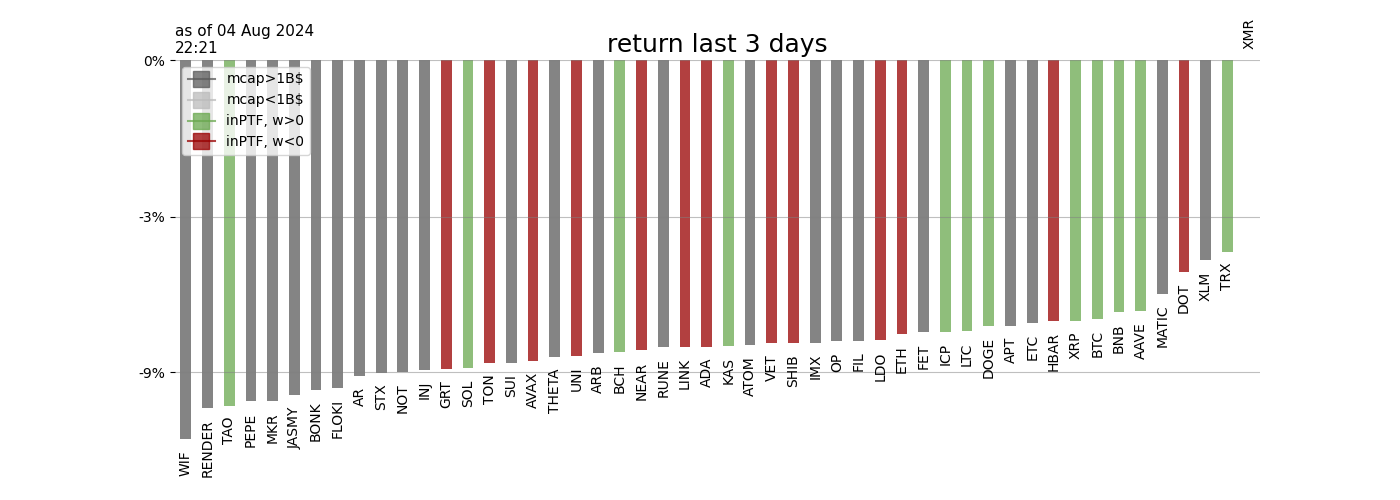 as of 04 Aug 2024
22:21
return last 3 days
XMR
0%
-3%
-9%
mcap>1B$
mcap<1B$
inPTF, w>0
inPTF, w<0
WIF
RENDER
TAO
PEPE
MKR
JASMY
BONK
FLOKI
AR
STX
NOT
INJ
GRT
SOL
TON
SUI
AVAX
THETA
UNI
ARB
BCH
NEAR
RUNE
LINK
ADA
KAS
ATOM
VET
SHIB
IMX
OP
FIL
LDO
ETH
FET
ICP
LTC
DOGE
APT
ETC
HBAR
XRP
BTC
BNB
AAVE
MATIC
DOT
XLM
TRX